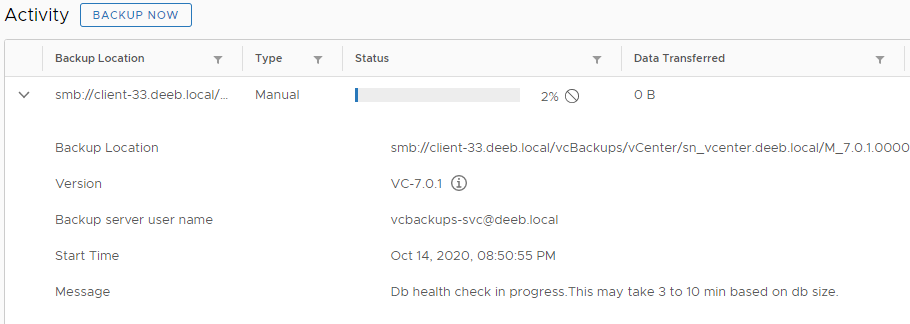 Activity BACKUP NOW
Backup Location Type Status Data Transferred
smb://client-33.deeb.local/... Manual 2% 0 B
Backup Location smb://client-33.deeb.local/vcBackups/vCenter/sn_vcenter.deeb.local/M_7.0.1.0000
Version VC-7.0.1
Backup server user name vcbackups-svc@deeb.local
Start Time Oct 14, 2020, 08:50:55 PM
Message Db health check in progress.This may take 3 to 10 min based on db size.